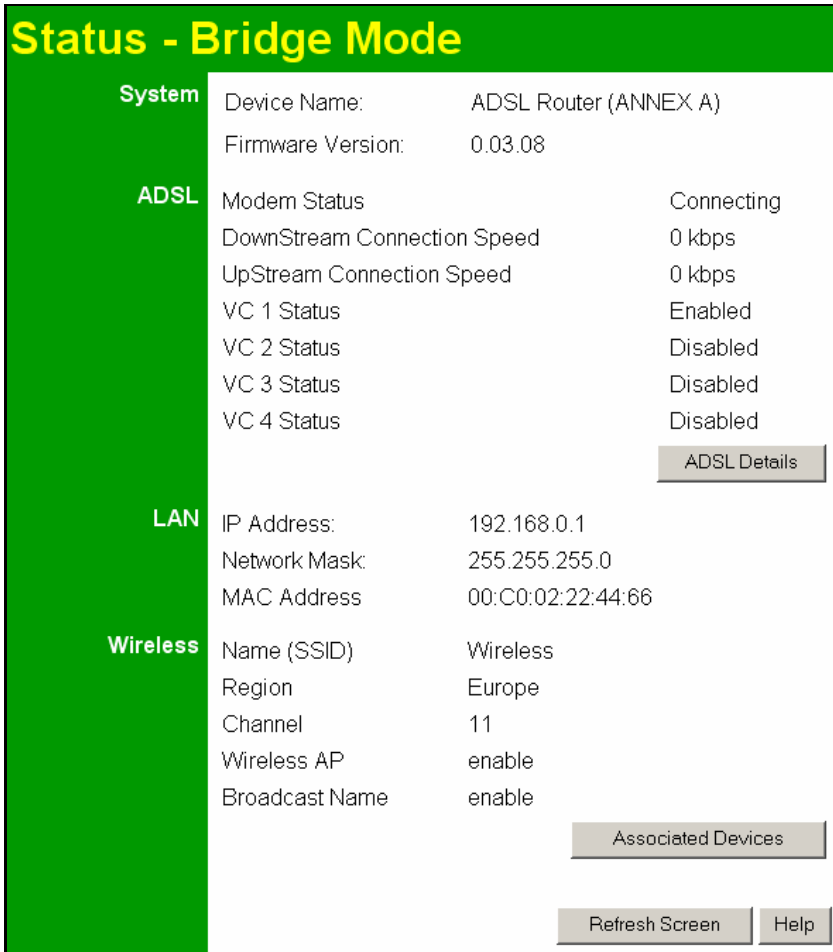 Status - Bridge Mode
System
Device Name: ADSL Router (ANNEX A)
Firmware Version: 0.03.08
ADSL
Modem Status Connecting
DownStream Connection Speed 0 kbps
UpStream Connection Speed 0 kbps
VC 1 Status Enabled
VC 2 Status Disabled
VC 3 Status Disabled
VC 4 Status Disabled
ADSL Details
LAN
IP Address: 192.168.0.1
Network Mask: 255.255.255.0
MAC Address 00:C0:02:22:44:66
Wireless
Name (SSID) Wireless
Region Europe
Channel 11
Wireless AP enable
Broadcast Name enable
Associated Devices
Refresh Screen Help